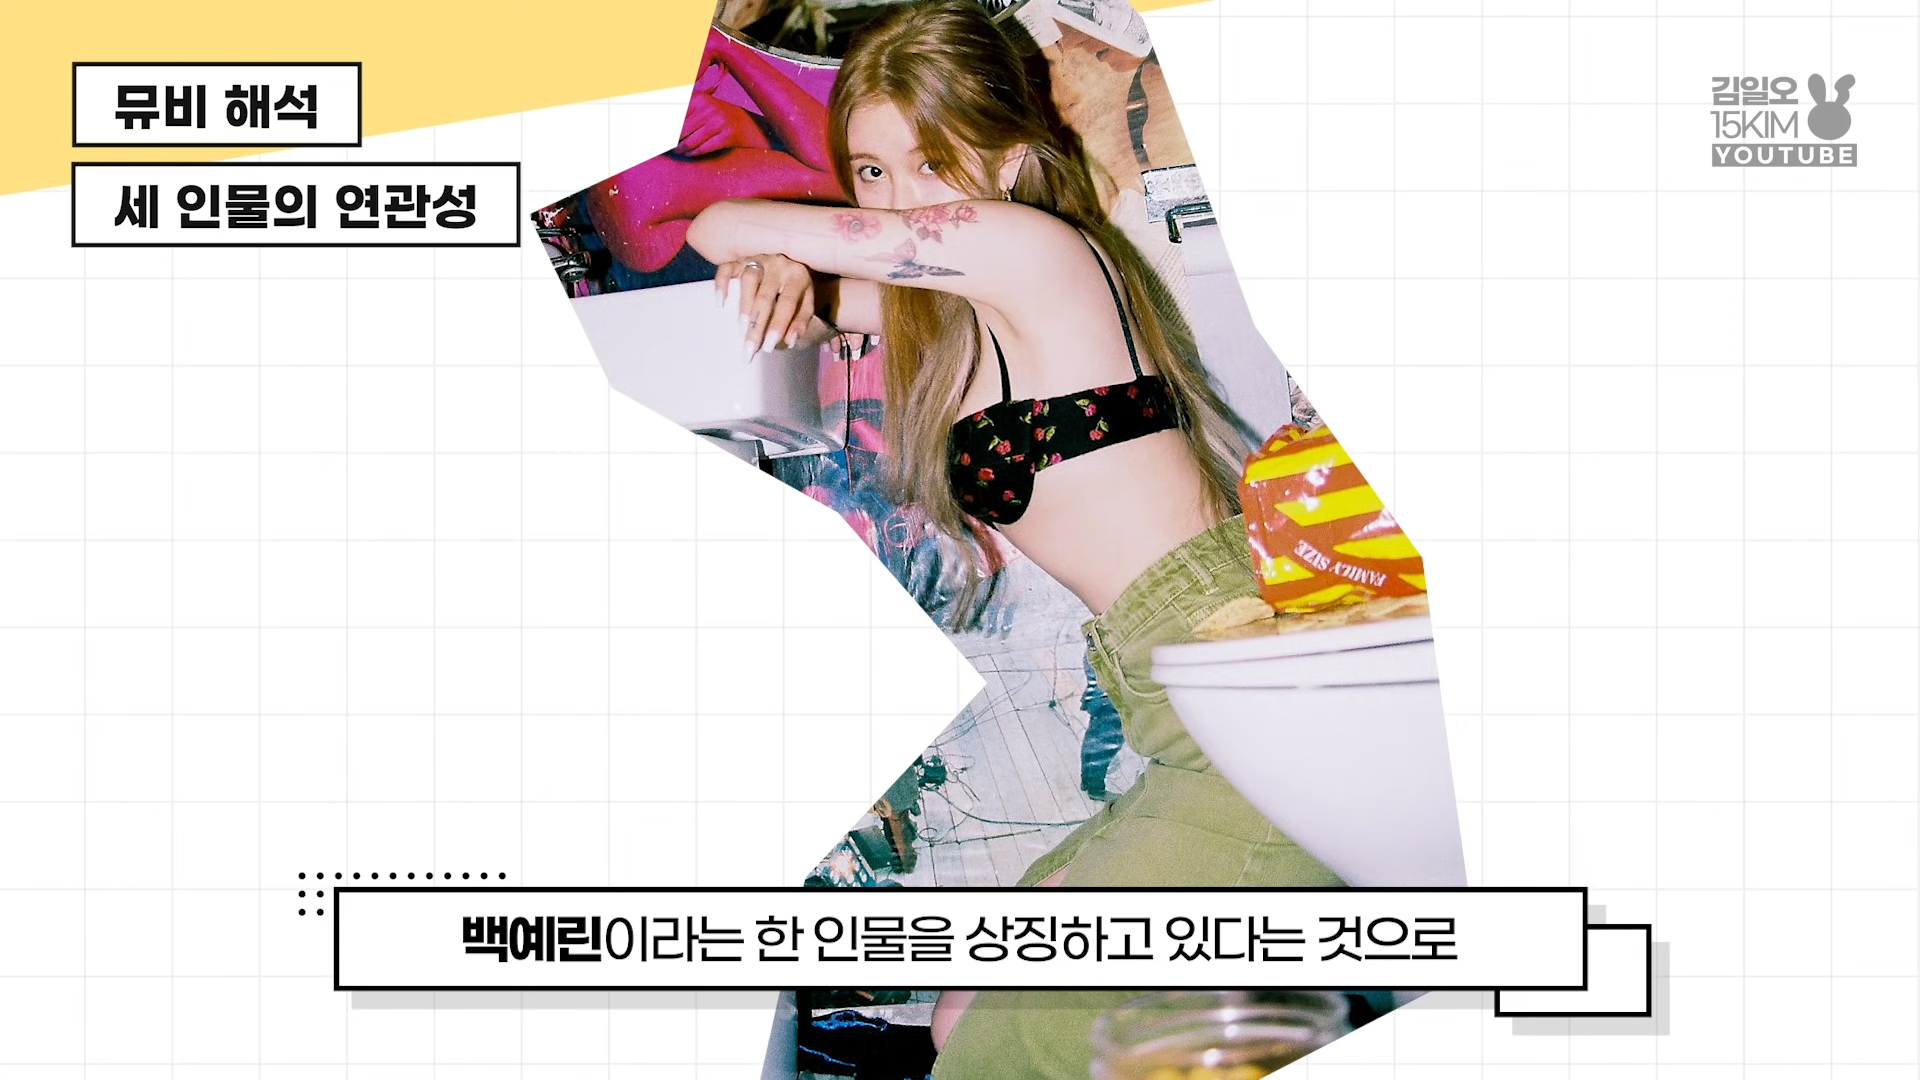 뮤비 해석
세 인물의 연관성
김일오
15KIM
YOUTUBE
FAMILY SIZE
백예린이라는 한 인물을 상징하고 있다는 것으로